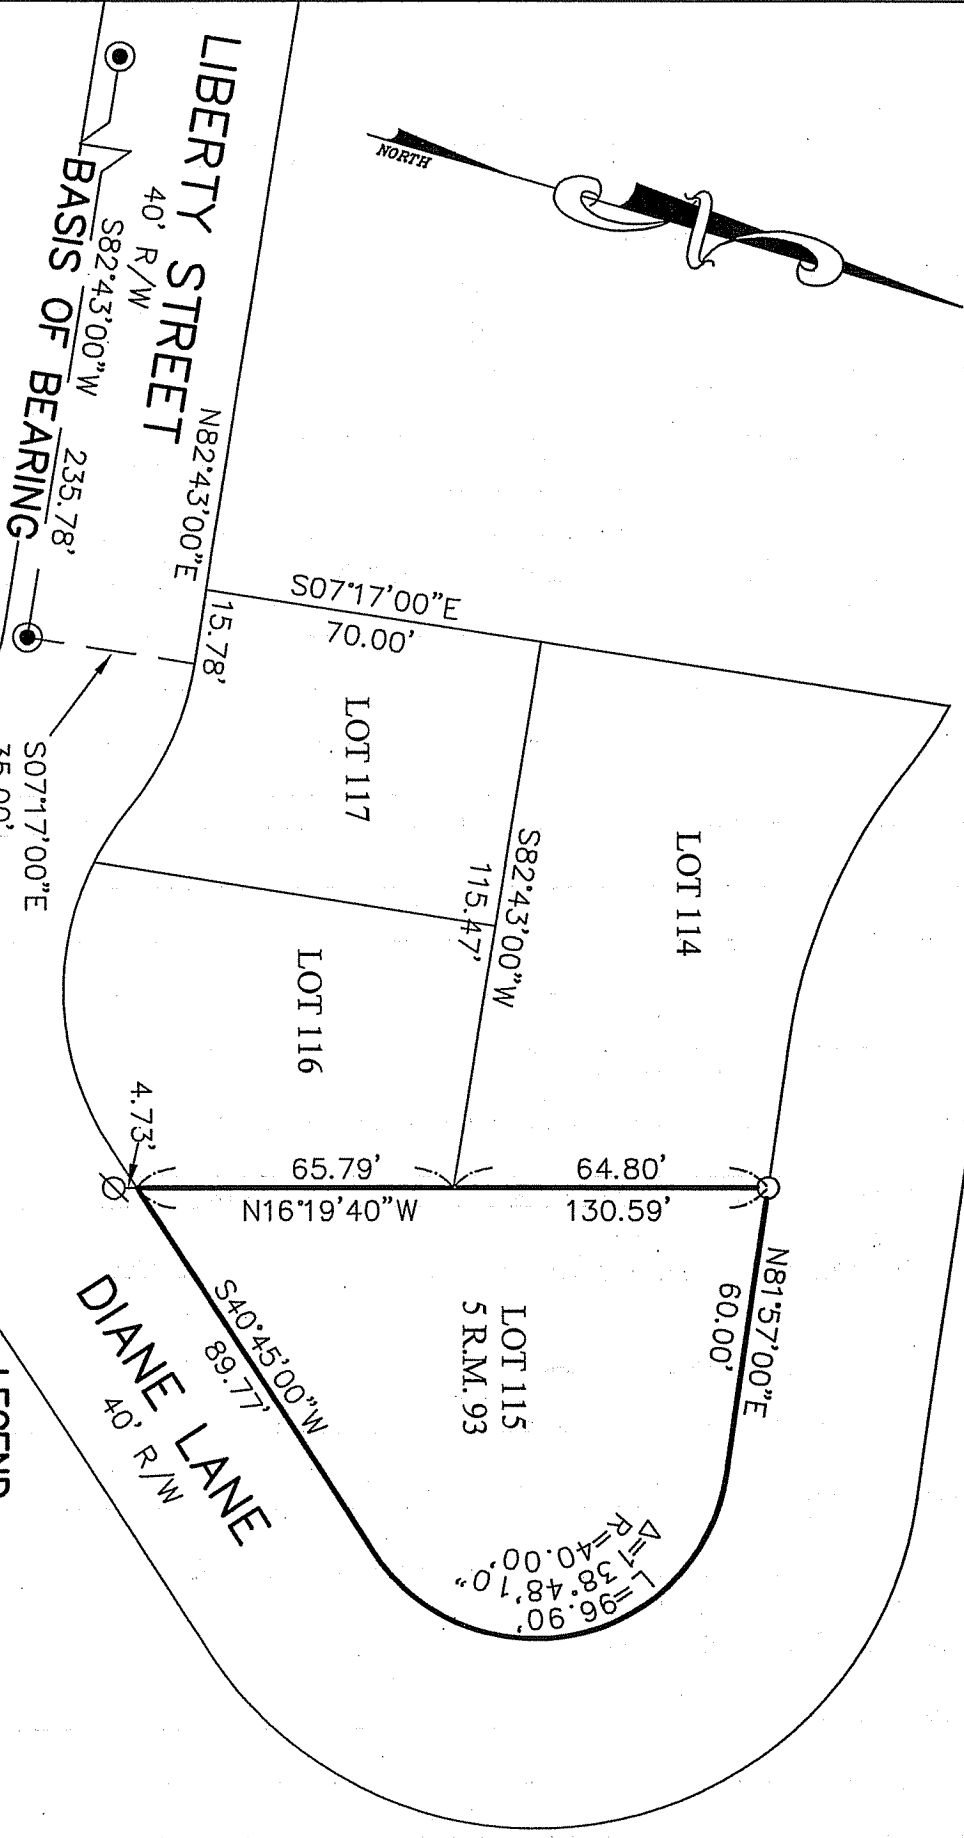 NORTH
LIBERTY STREET
40' R/W
S82°43'00"W 235.78'
BASIS OF BEARING
N82°43'00"E
15.78'
S07°17'00"E
70.00'
S07°17'00"E
35.00'
LOT 117
LOT 114
S82°43'00"W
115.47'
LOT 116
4.73'
65.79'
64.80'
N16°19'40"W
130.59'
N81°57'00"E
60.00'
LOT 115
5 R.M. 93
S40°45'00"W
89.77'
DIANE LANE
40' R/W
L=96.90'
Δ=138°48'10"
R=40.00'
LEGEND